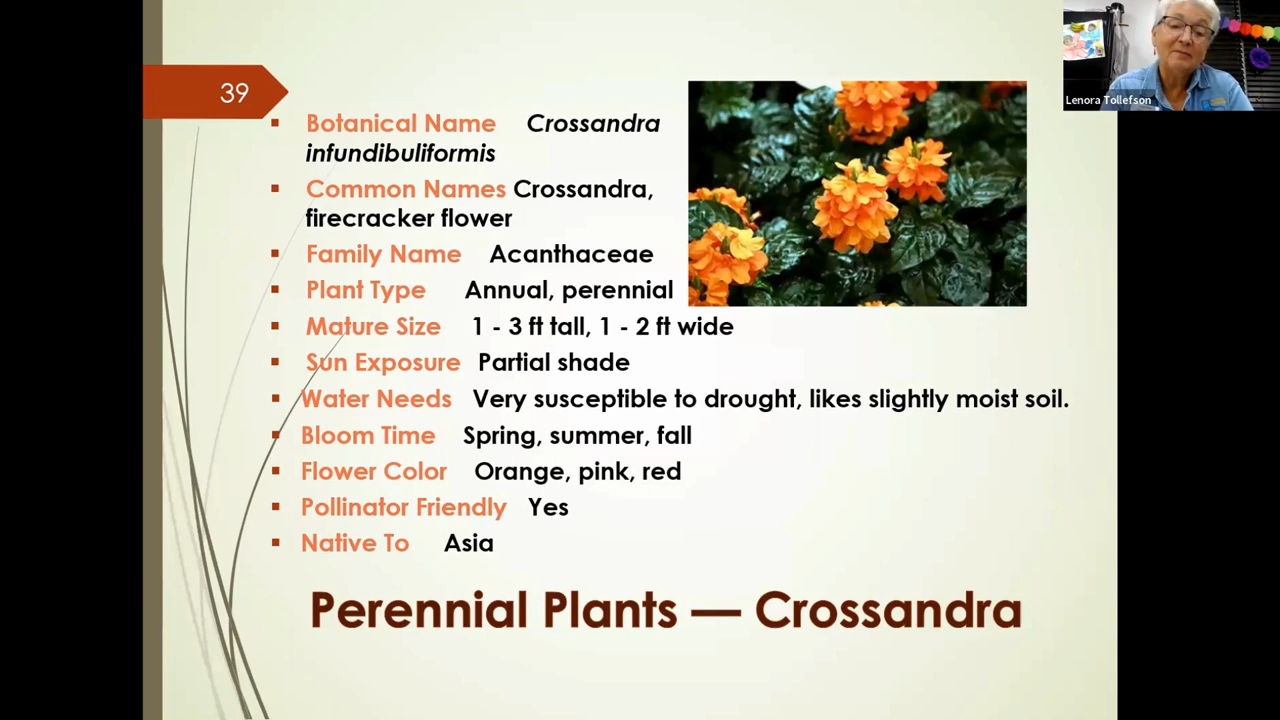 39
Botanical Name Crossandra
infundibuliformis
Common Names Crossandra,
firecracker flower
Family Name Acanthaceae
Plant Type Annual, perennial
Mature Size 1 - 3 ft tall, 1 - 2 ft wide
Sun Exposure Partial shade
Water Needs Very susceptible to drought, likes slightly moist soil.
Bloom Time Spring, summer, fall
Flower Color Orange, pink, red
Pollinator Friendly Yes
Native To Asia
Perennial Plants — Crossandra
Lenora Tollefson